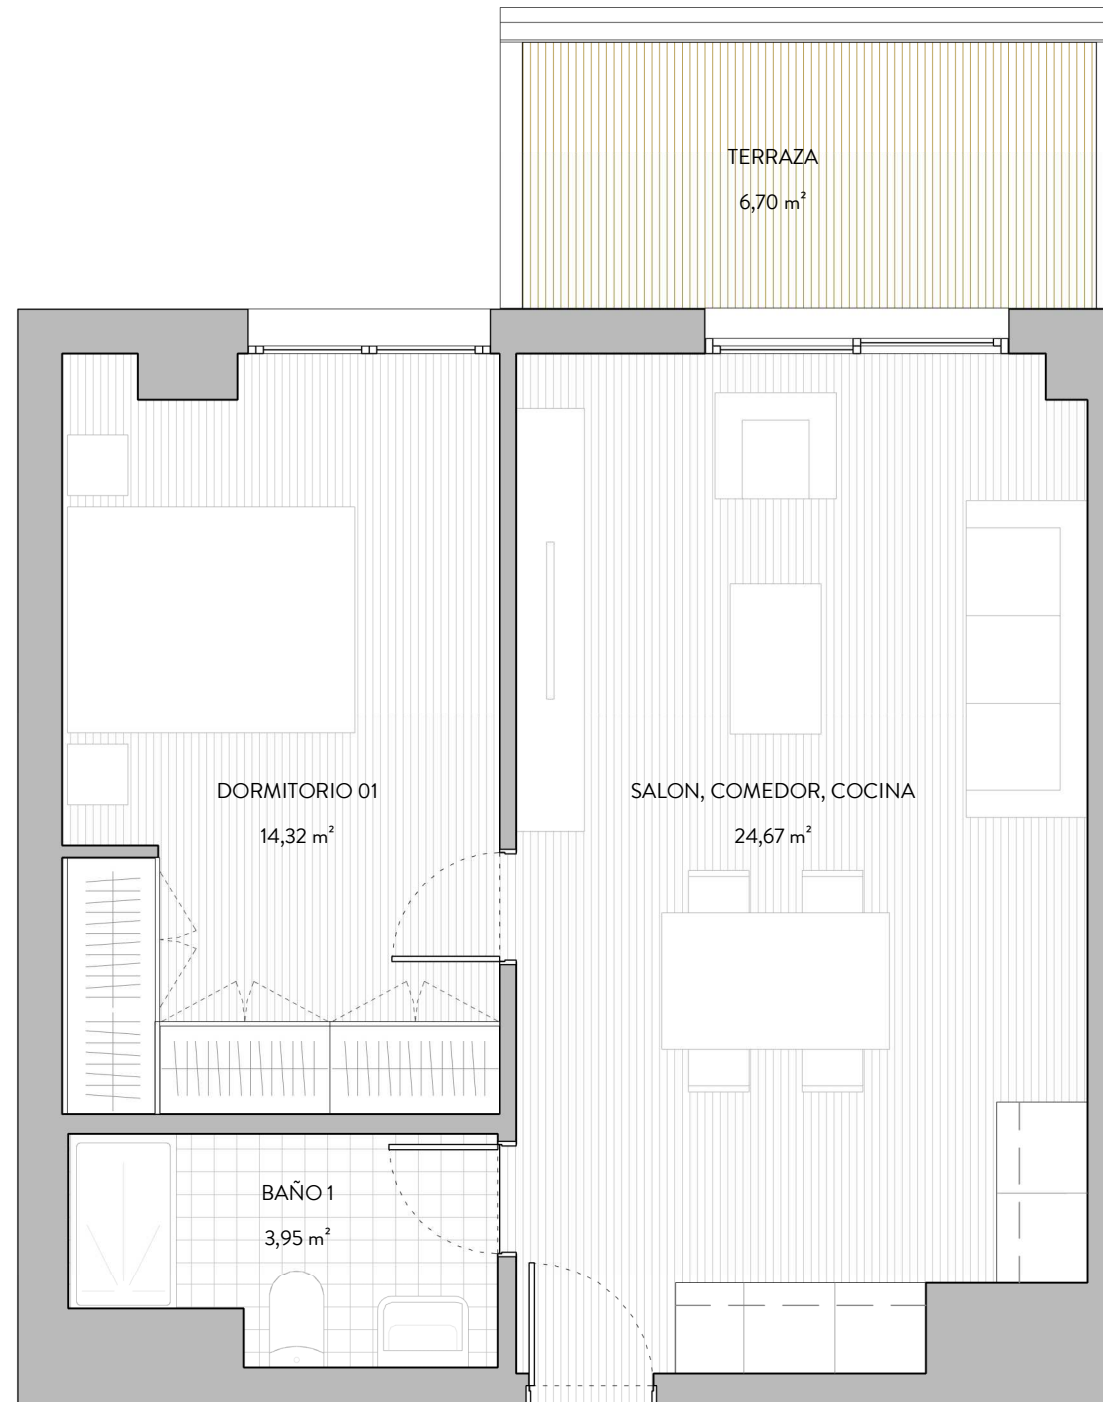 TERRAZA
6,70 m²
DORMITORIO 01
14,32 m²
SALON, COMEDOR, COCINA
24,67 m²
BAÑO 1
3,95 m²